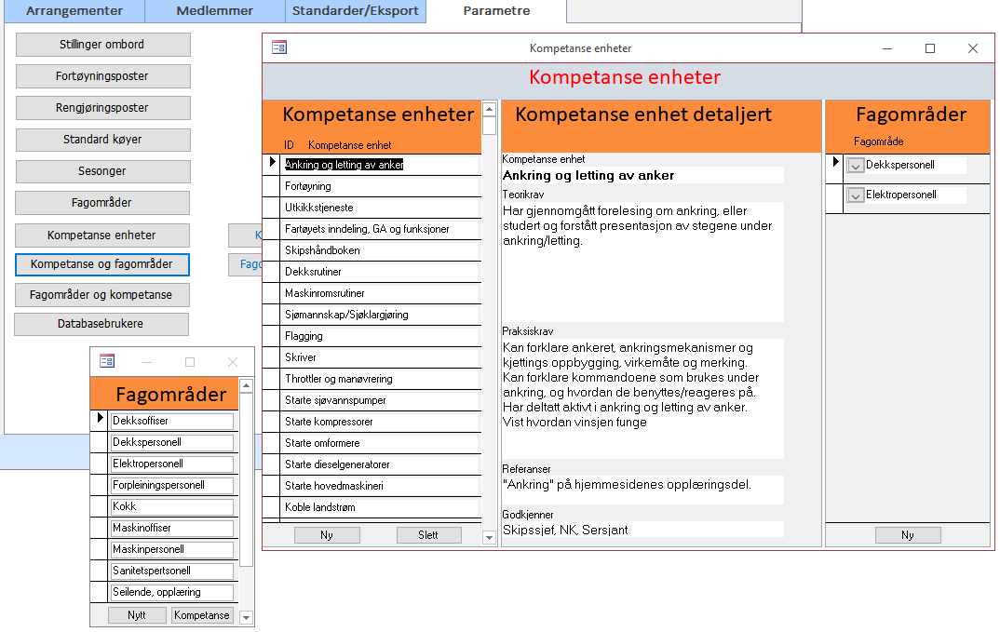 Arrangementer
Medlemmer
Standarder/Eksport
Parametre
Stillinger ombord
Fortøyningsposter
Rengjøringsposter
Standard køyer
Sesonger
Fagområder
Kompetanse enheter
K
Kompetanse og fagområder
Fago
Fagområder og kompetanse
Databasebrukere
Kompetanse enheter
Kompetanse enheter
Kompetanse enheter
ID Kompetanse enhet
Ankring og letting av anker
Fortøyning
Utkikkstjeneste
Fartøyets inndeling, GA og funksjoner
Skipshåndboken
Dekksrutiner
Maskinromsrutiner
Sjømannskap/Sjøklargjøring
Flagging
Skriver
Throttler og manøvrering
Starte sjøvannspumper
Starte kompressorer
Starte omformere
Starte dieselgeneratorer
Starte hovedmaskineri
Koble landstrøm
Ny
Slett
Kompetanse enhet detaljert
Kompetanse enhet
Ankring og letting av anker
Teorikrav
Har gjennomgått forelesing om ankring, eller
studert og forstått presentasjon av stegene under
ankring/letting.
Praksiskrav
Kan forklare ankeret, ankringsmekanismer og
kjettings oppbygging, virkemåte og merking.
Kan forklare kommandoene som brukes under
ankring, og hvordan de benyttes/reageres på.
Har deltatt aktivt i ankring og letting av anker.
Vist hvordan vinsjen funge
Referanser
"Ankring" på hjemmesidenes opplæringsdel.
Godkjenner
Skipssjef, NK, Sersjant
Fagområder
Fagområde
Dekkspersonell
Elektropersonell
Ny
Fagområder
Dekksoffiser
Dekkspersonell
Elektropersonell
Forpleiningspersonell
Kokk
Maskinoffiser
Maskinpersonell
Sanitetspertsonell
Seilende, opplæring
Nytt
Kompetanse